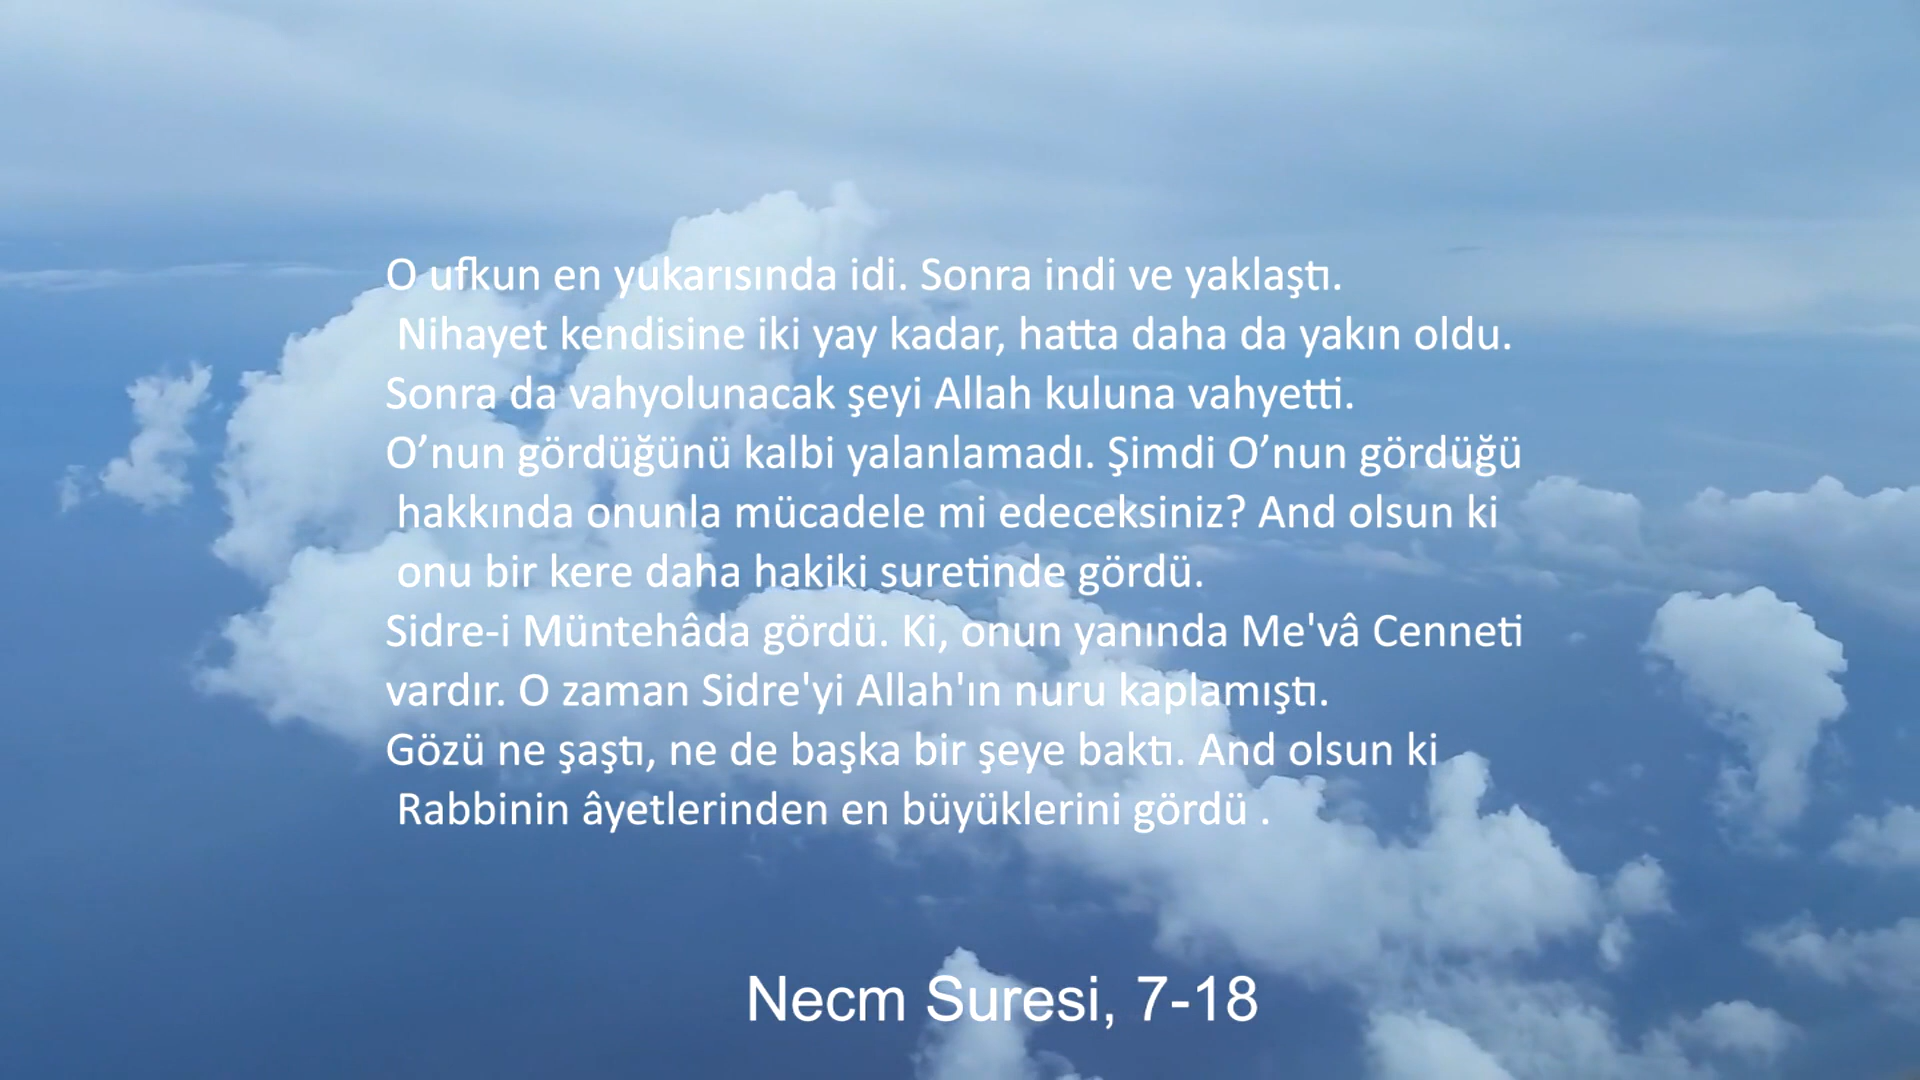 O ufkun en yukarısında idi. Sonra indi ve yaklaştı.
Nihayet kendisine iki yay kadar, hatta daha da yakın oldu.
Sonra da vahyolunacak şeyi Allah kuluna vahyetti.
O’nun gördüğünü kalbi yalanlamadı. Şimdi O’nun gördüğü
hakkında onunla mücadele mi edeceksiniz? And olsun ki
onu bir kere daha hakiki suretinde gördü.
Sidre-i Müntehâda gördü. Ki, onun yanında Me'vâ Cenneti
vardır. O zaman Sidre'yi Allah'ın nuru kaplamıştı.
Gözü ne şaştı, ne de başka bir şeye baktı. And olsun ki
Rabbinin âyetlerinden en büyüklerini gördü .
Necm Suresi, 7-18